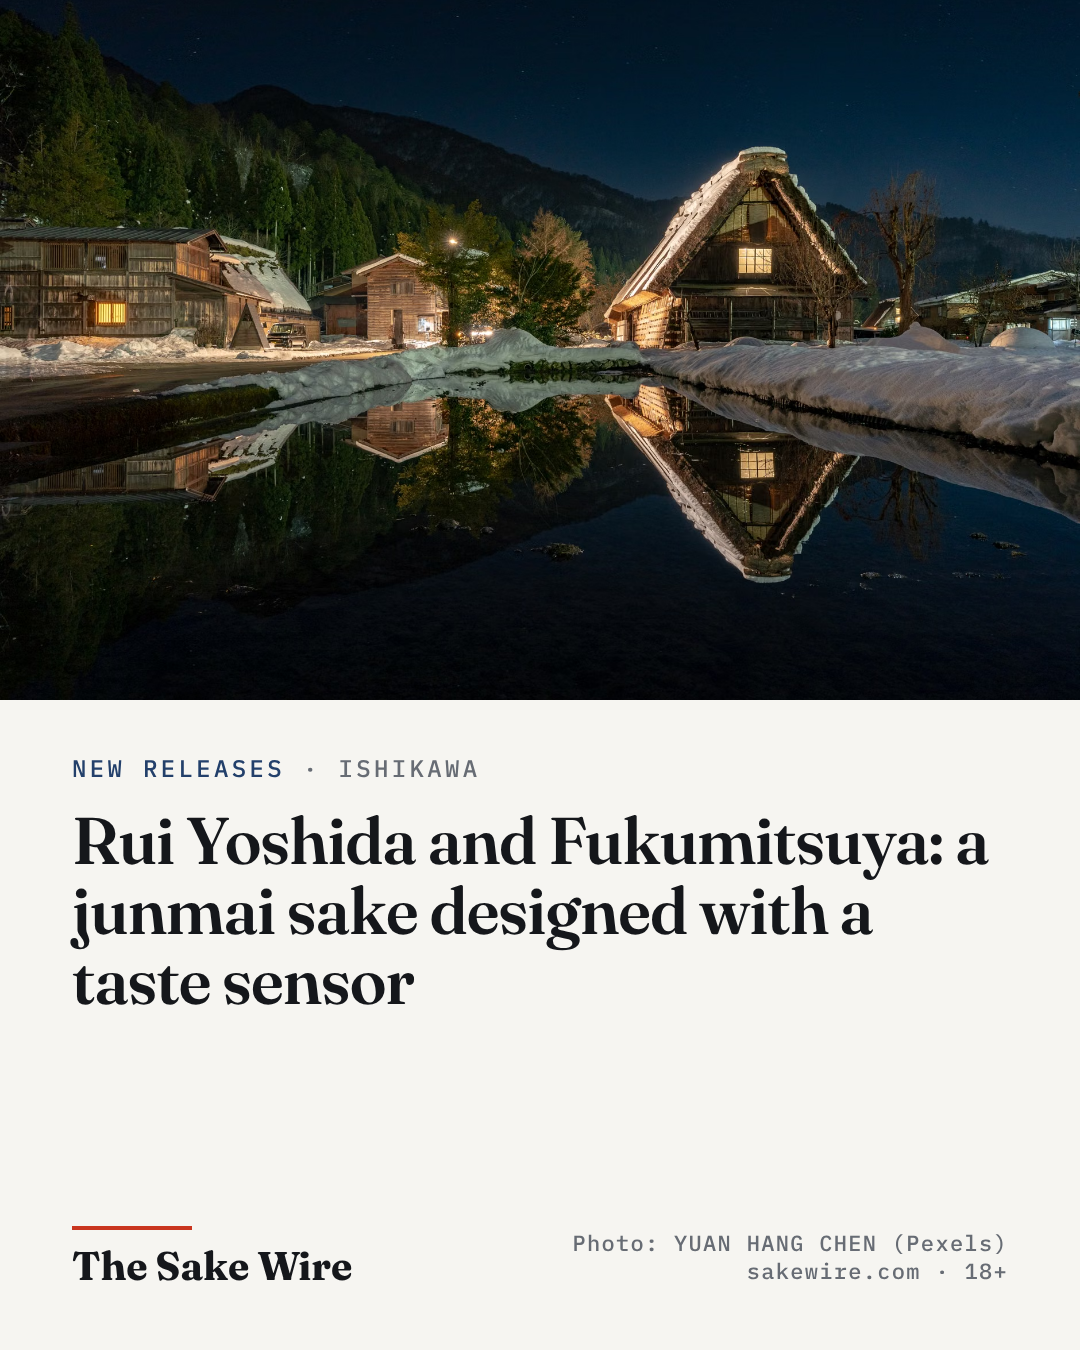 NEW RELEASES · ISHIKAWA
Rui Yoshida and Fukumitsuya: a
junmai sake designed with a
taste sensor
The Sake Wire
Photo: YUAN HANG CHEN (Pexels)
sakewire.com · 18+